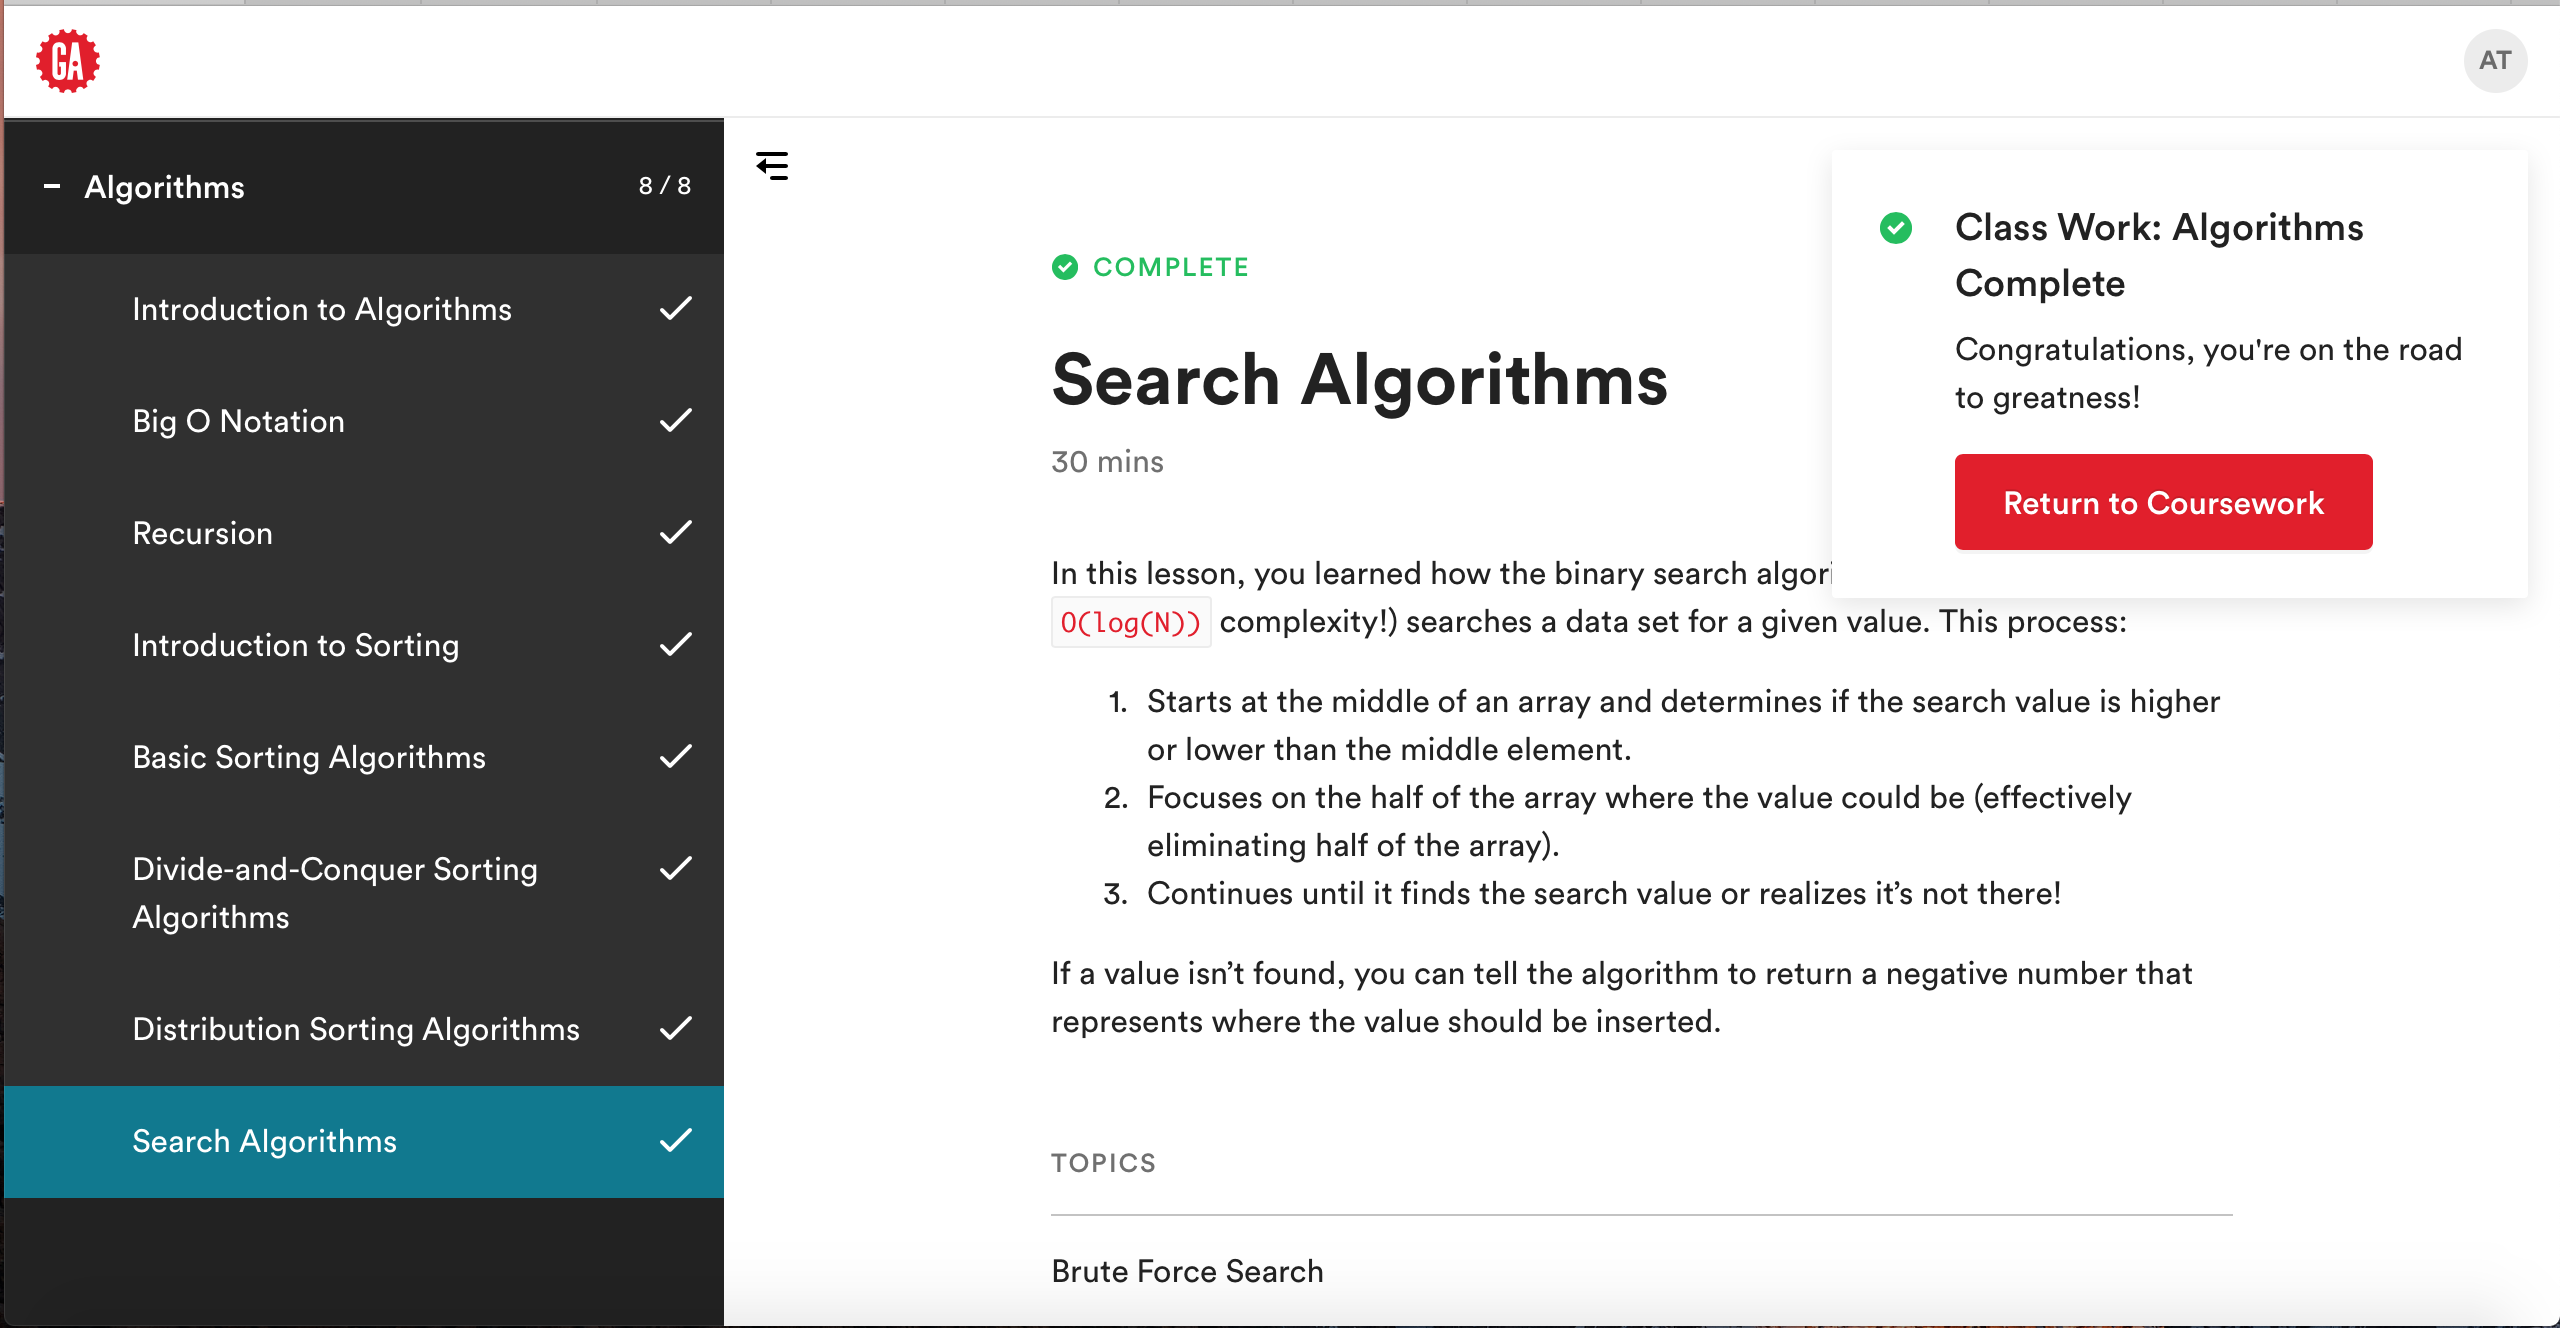 GA
AT
Algorithms 8 / 8
Introduction to Algorithms
Big O Notation
Recursion
Introduction to Sorting
Basic Sorting Algorithms
Divide-and-Conquer Sorting
Algorithms
Distribution Sorting Algorithms
Search Algorithms
COMPLETE
Search Algorithms
30 mins
In this lesson, you learned how the binary search algori
O(log(N)) complexity!) searches a data set for a given value. This process:
1. Starts at the middle of an array and determines if the search value is higher
or lower than the middle element.
2. Focuses on the half of the array where the value could be (effectively
eliminating half of the array).
3. Continues until it finds the search value or realizes it’s not there!
If a value isn’t found, you can tell the algorithm to return a negative number that
represents where the value should be inserted.
TOPICS
Brute Force Search
Class Work: Algorithms
Complete
Congratulations, you're on the road
to greatness!
Return to Coursework